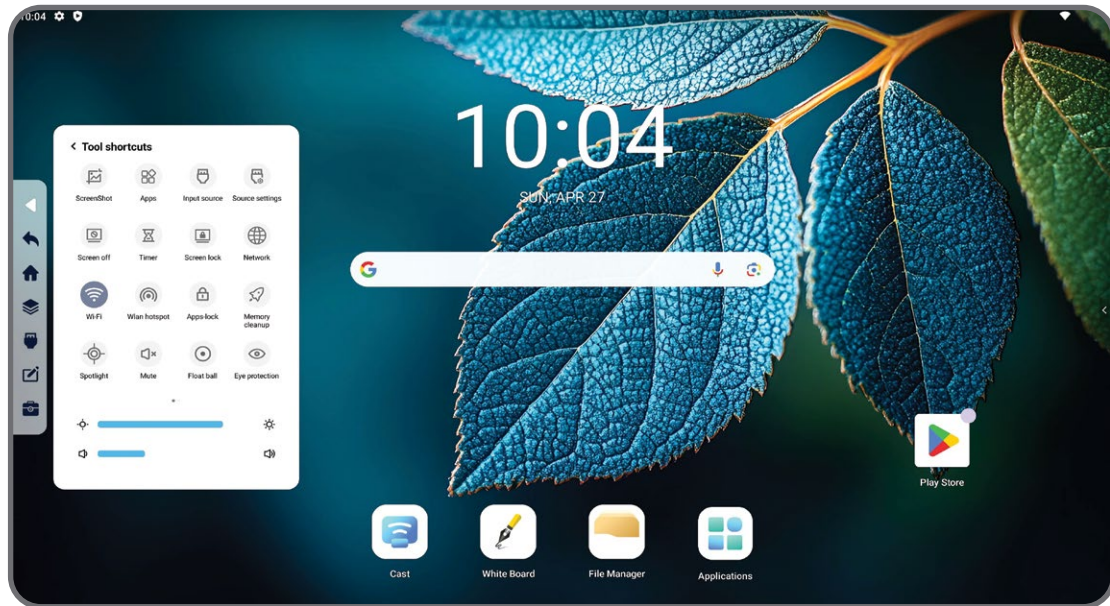 10:04
Tool shortcuts
ScreenShot Apps Input source Source settings
Screen off Timer Screen lock Network
Wi-Fi Wlan hotspot Apps-lock Memory cleanup
Spotlight Mute Float ball Eye protection
10:04
SUN, APR 27
Play Store
Cast White Board File Manager Applications